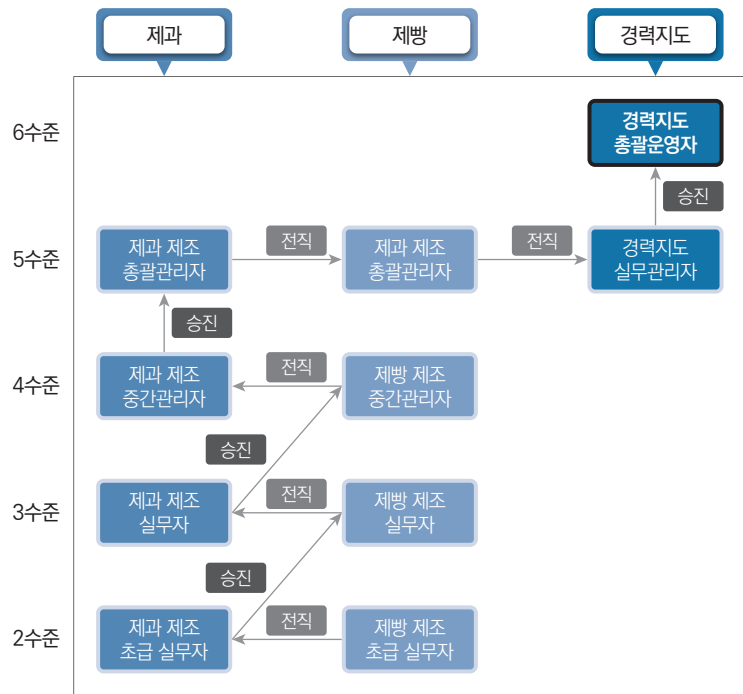 제과
제빵
경력지도
6수준
경력지도
총괄운영자
승진
5수준
제과 제조
총괄관리자
전직
제과 제조
총괄관리자
전직
경력지도
실무관리자
승진
4수준
제과 제조
중간관리자
전직
제빵 제조
중간관리자
승진
3수준
제과 제조
실무자
전직
제빵 제조
실무자
승진
2수준
제과 제조
초급 실무자
전직
제빵 제조
초급 실무자